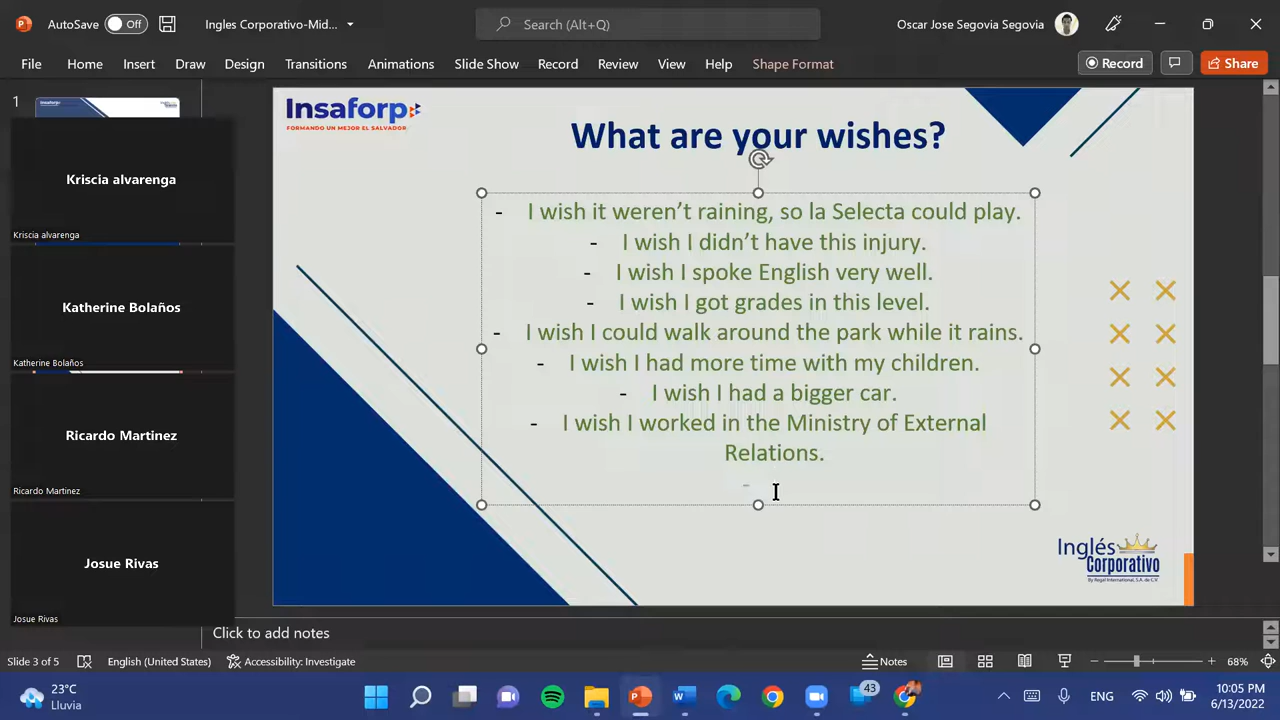 AutoSave Off Ingles Corporativo-Mid... Search (Alt+Q) Oscar Jose Segovia Segovia
File Home Insert Draw Design Transitions Animations Slide Show Record Review View Help Shape Format Record Share
1
Insaforp
FORMANDO UN MEJOR EL SALVADOR
What are your wishes?
Kriscia alvarenga
Kriscia alvarenga
Katherine Bolaños
Katherine Bolaños
Ricardo Martinez
Ricardo Martinez
Josue Rivas
Josue Rivas
- I wish it weren't raining, so la Selecta could play.
- I wish I didn't have this injury.
- I wish I spoke English very well.
- I wish I got grades in this level.
- I wish I could walk around the park while it rains.
- I wish I had more time with my children.
- I wish I had a bigger car.
- I wish I worked in the Ministry of External
Relations.
-
Inglés
Corporativo
By Royal International, S.A. de C.V
Click to add notes
Slide 3 of 5 English (United States) Accessibility: Investigate Notes 68%
23°C
Lluvia
43
ENG
10:05 PM
6/13/2022